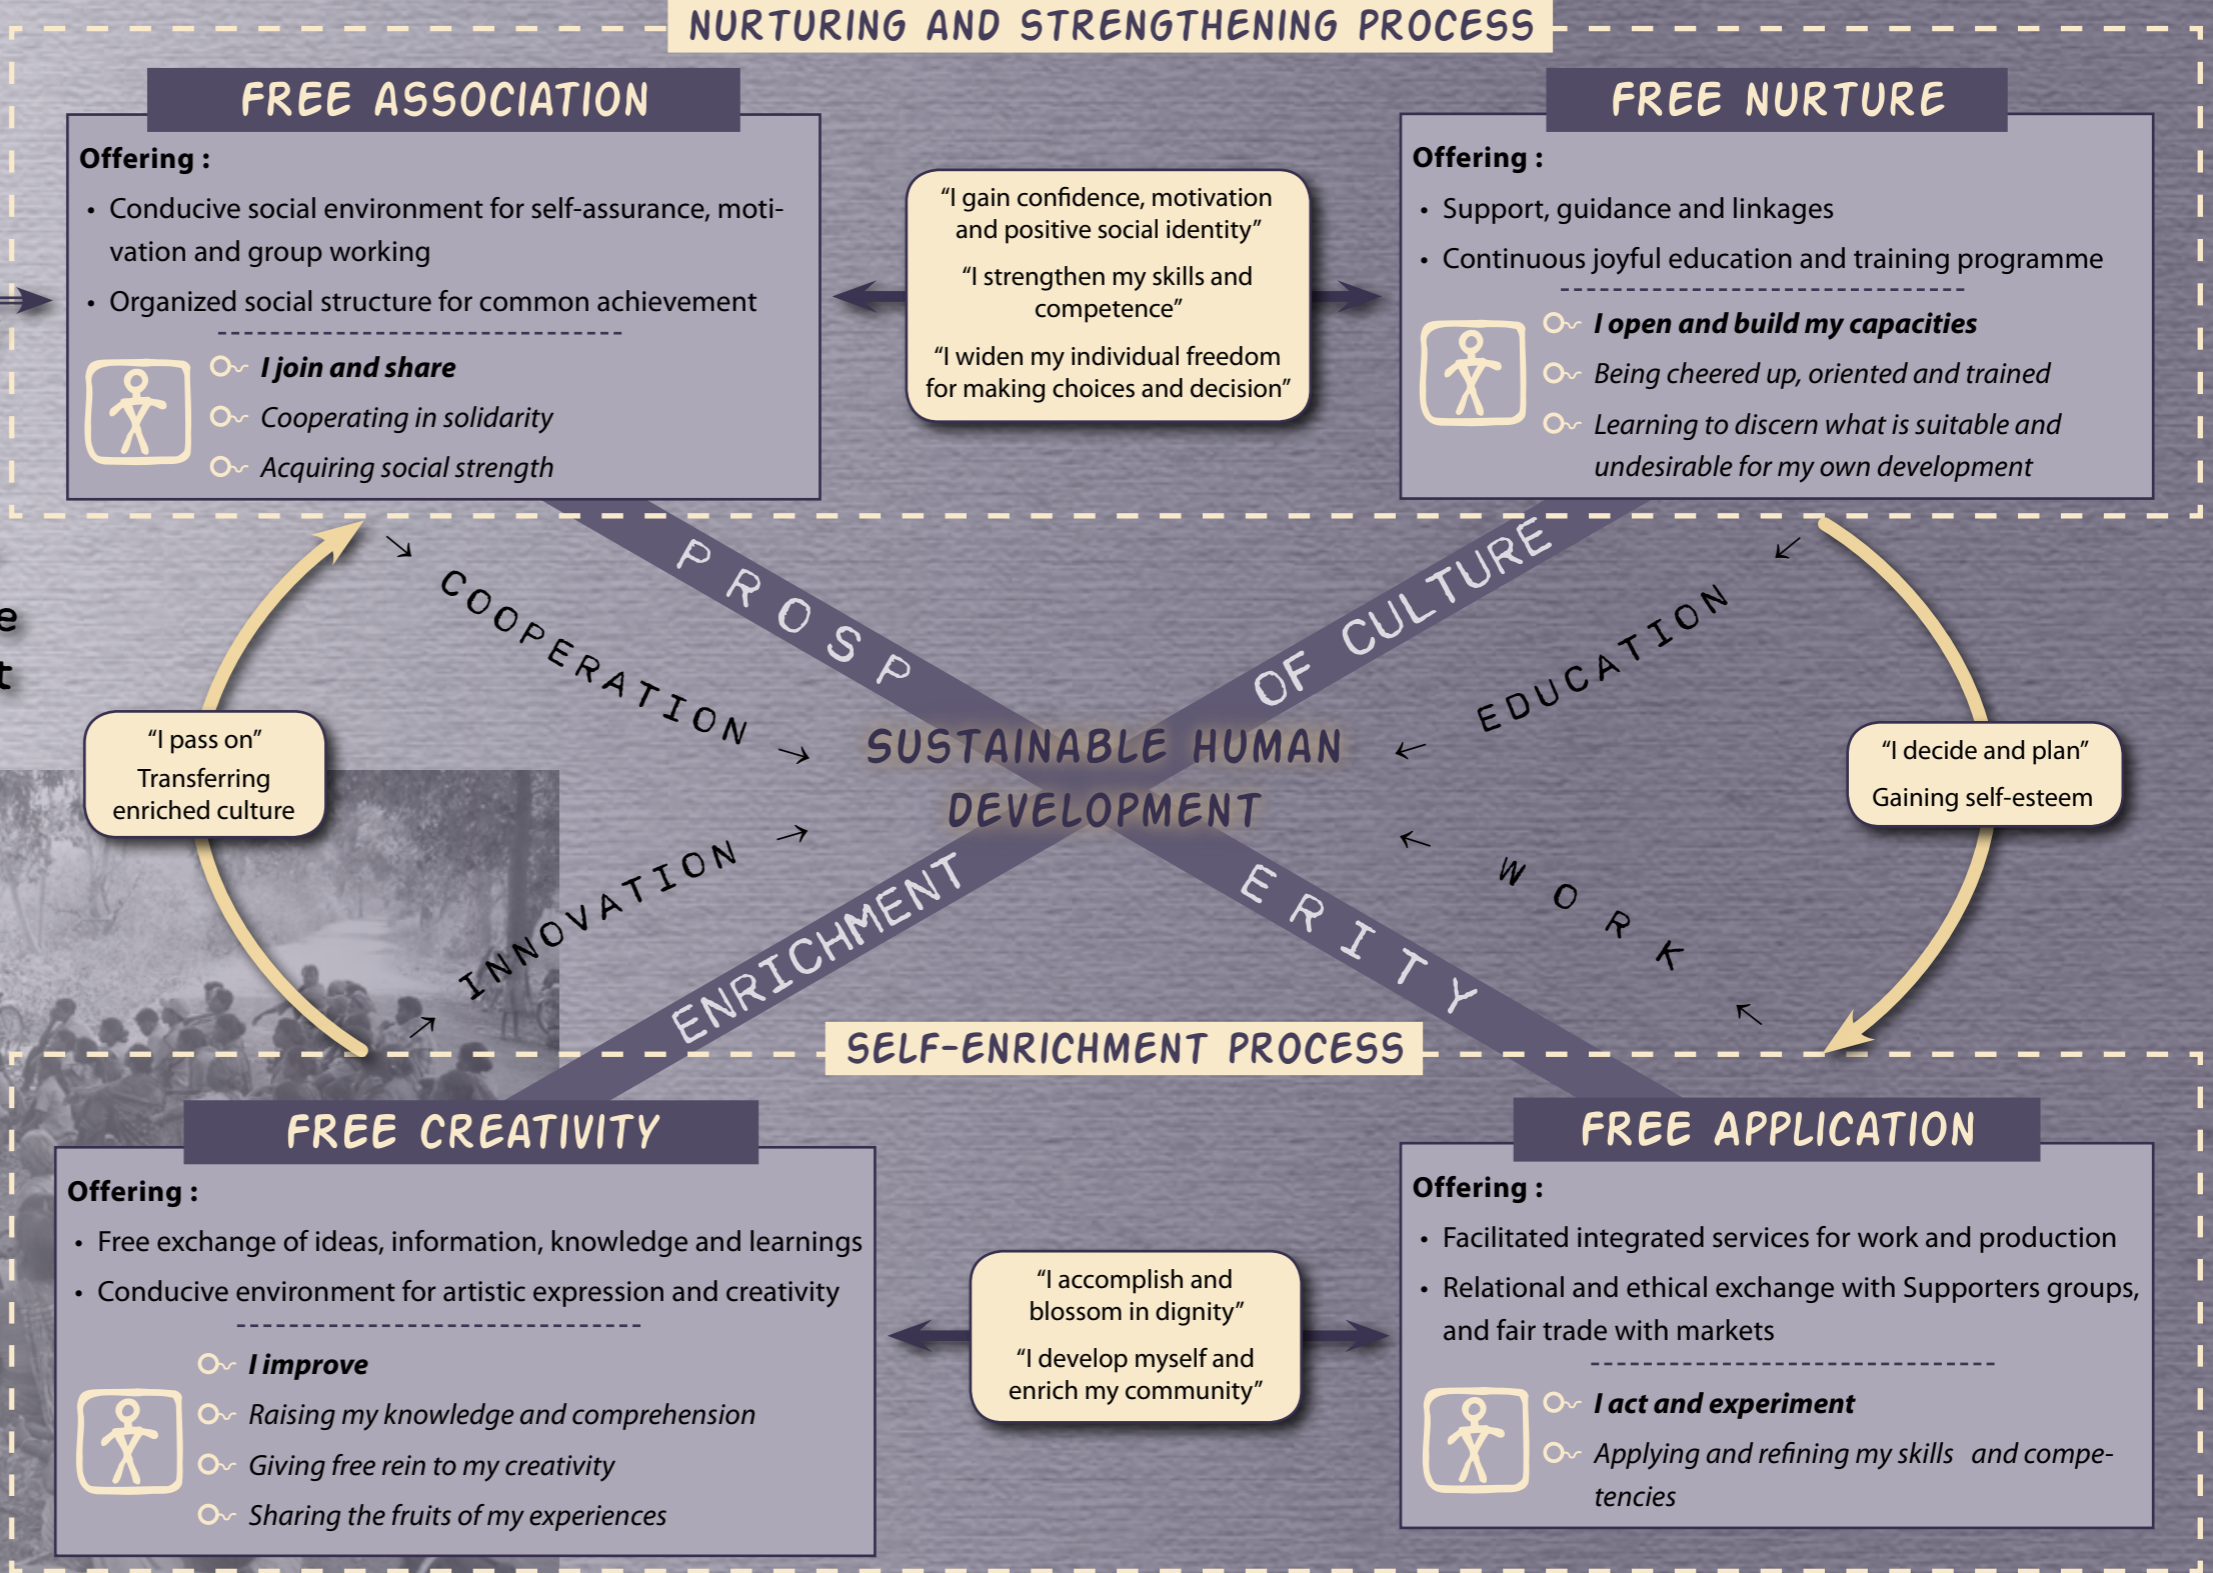 NURTURING AND STRENGTHENING PROCESS
FREE ASSOCIATION
Offering :
• Conducive social environment for self-assurance, moti-
vation and group working
• Organized social structure for common achievement
I join and share
Cooperating in solidarity
Acquiring social strength
“I gain confidence, motivation
and positive social identity”
“I strengthen my skills and
competence”
“I widen my individual freedom
for making choices and decision”
FREE NURTURE
Offering :
• Support, guidance and linkages
• Continuous joyful education and training programme
I open and build my capacities
Being cheered up, oriented and trained
Learning to discern what is suitable and
undesirable for my own development
e
t
“I pass on”
Transferring
enriched culture
COOPERATION
INNOVATION
PROSP
ERITY
ENRICHMENT
OF CULTURE
SUSTAINABLE HUMAN
DEVELOPMENT
EDUCATION
WORK
“I decide and plan”
Gaining self-esteem
SELF-ENRICHMENT PROCESS
FREE CREATIVITY
Offering :
• Free exchange of ideas, information, knowledge and learnings
• Conducive environment for artistic expression and creativity
I improve
Raising my knowledge and comprehension
Giving free rein to my creativity
Sharing the fruits of my experiences
“I accomplish and
blossom in dignity”
“I develop myself and
enrich my community”
FREE APPLICATION
Offering :
• Facilitated integrated services for work and production
• Relational and ethical exchange with Supporters groups,
and fair trade with markets
I act and experiment
Applying and refining my skills and compe-
tencies